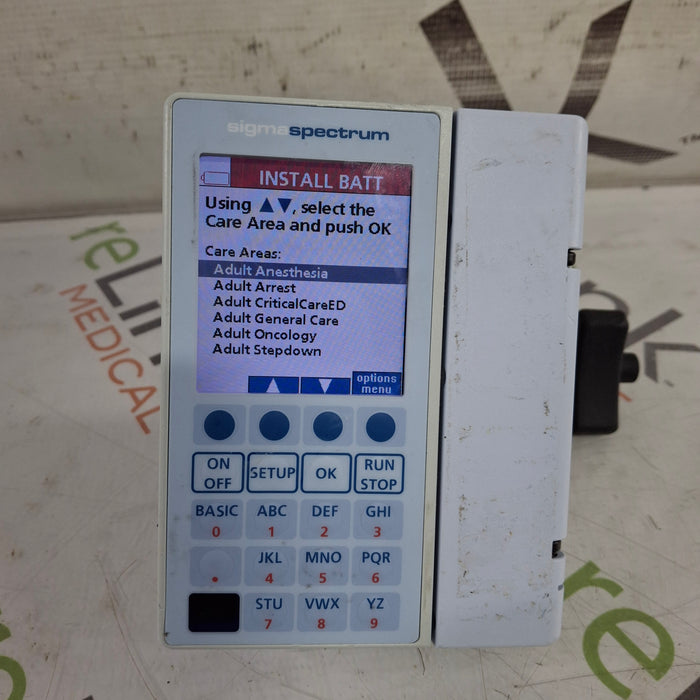 sigmaspectrum
INSTALL BATT
Using ▲▼, select the
Care Area and push OK
Care Areas:
Adult Anesthesia
Adult Arrest
Adult CriticalCareED
Adult General Care
Adult Oncology
Adult Stepdown
▲ ▼ options
menu
ON
OFF
SETUP
OK
RUN
STOP
BASIC ABC DEF GHI
0 1 2 3
JKL MNO PQR
. 4 5 6
STU VWX YZ
7 8 9
MEDICAL